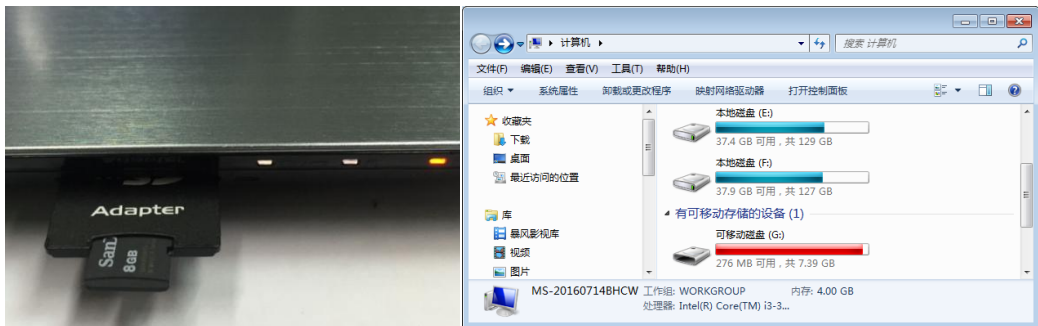 Adapter
SanD
8GB
计算机
搜索 计算机
文件(F) 编辑(E) 查看(V) 工具(T) 帮助(H)
组织 系统属性 卸载或更改程序 映射网络驱动器 打开控制面板
收藏夹
下载
桌面
最近访问的位置
库
暴风影视库
视频
图片
本地磁盘 (E:)
37.4 GB 可用，共 129 GB
本地磁盘 (F:)
37.9 GB 可用，共 127 GB
有可移动存储的设备 (1)
可移动磁盘 (G:)
276 MB 可用，共 7.39 GB
MS-20160714BHCW 工作组: WORKGROUP 内存: 4.00 GB
处理器: Intel(R) Core(TM) i3-3...